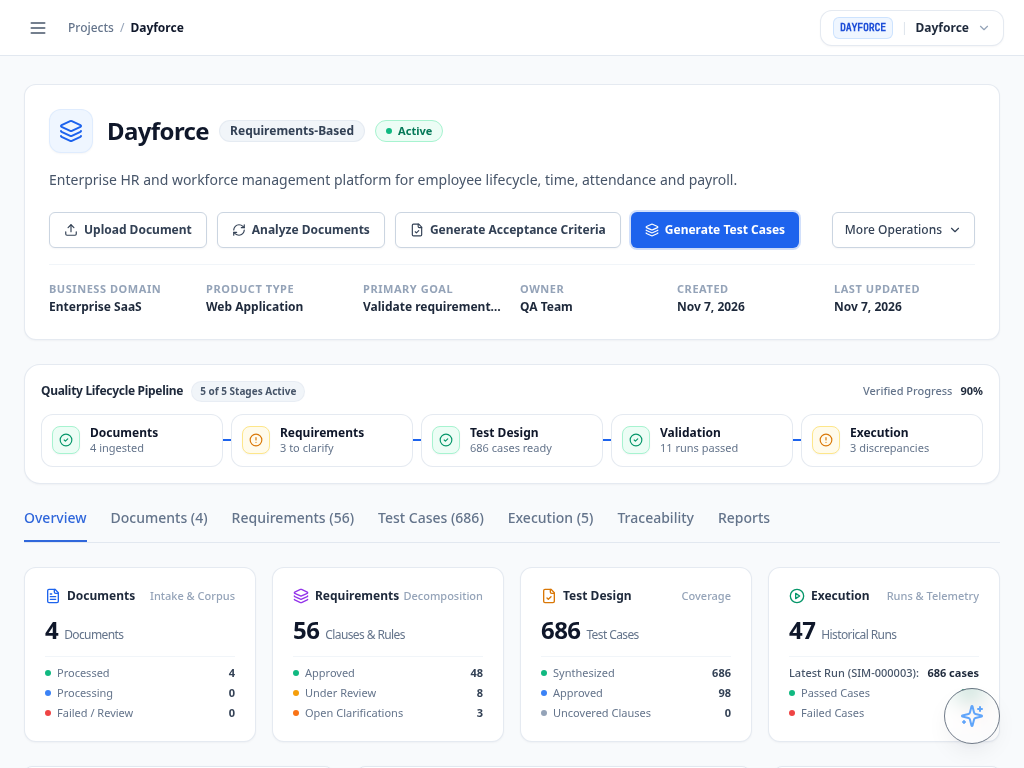 Projects / Dayforce
DAYFORCE Dayforce
Dayforce Requirements-Based Active
Enterprise HR and workforce management platform for employee lifecycle, time, attendance and payroll.
Upload Document Analyze Documents Generate Acceptance Criteria Generate Test Cases More Operations
BUSINESS DOMAIN PRODUCT TYPE PRIMARY GOAL OWNER CREATED LAST UPDATED
Enterprise SaaS Web Application Validate requirement... QA Team Nov 7, 2026 Nov 7, 2026
Quality Lifecycle Pipeline 5 of 5 Stages Active Verified Progress 90%
Documents Requirements Test Design Validation Execution
4 ingested 3 to clarify 686 cases ready 11 runs passed 3 discrepancies
Overview Documents (4) Requirements (56) Test Cases (686) Execution (5) Traceability Reports
Documents Intake & Corpus
4 Documents
Processed 4
Processing 0
Failed / Review 0
Requirements Decomposition
56 Clauses & Rules
Approved 48
Under Review 8
Open Clarifications 3
Test Design Coverage
686 Test Cases
Synthesized 686
Approved 98
Uncovered Clauses 0
Execution Runs & Telemetry
47 Historical Runs
Latest Run (SIM-000003): 686 cases
Passed Cases
Failed Cases